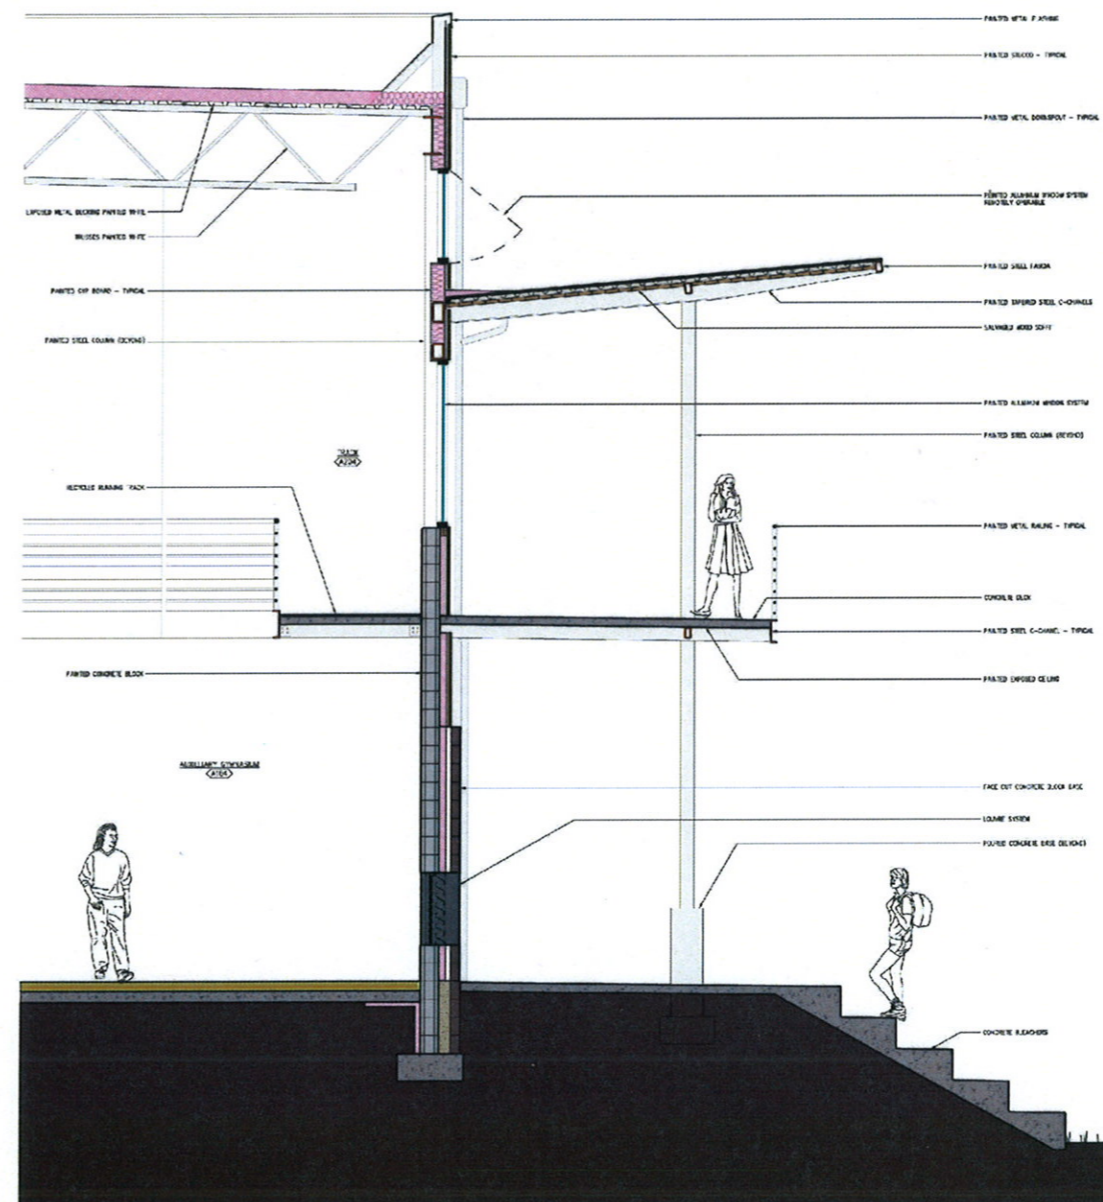 PAINTED METAL FLASHING
PAINTED STUCCO - TYPICAL
PAINTED METAL DOWNSPOUT - TYPICAL
PAINTED ALUMINUM WINDOW SYSTEM
REMOTELY OPERABLE
EXPOSED METAL DECKING PAINTED WHITE
TRUSSES PAINTED WHITE
PAINTED STEEL FASCIA
PAINTED GYP BOARD - TYPICAL
PAINTED TAPERED STEEL C-CHANNELS
SALVAGED WOOD SOFFIT
PAINTED STEEL COLUMN (BEYOND)
PAINTED ALUMINUM WINDOW SYSTEM
PAINTED STEEL COLUMN (BEYOND)
TRACK
RECYCLED RUNNING TRACK
PAINTED METAL RAILING - TYPICAL
CONCRETE DECK
PAINTED STEEL C-CHANNEL - TYPICAL
PAINTED CONCRETE BLOCK
PAINTED EXPOSED CEILING
AUXILIARY GYMNASIUM
A104
FACE CUT CONCRETE BLOCK BASE
LOUVRE SYSTEM
POURED CONCRETE BASE (BEYOND)
CONCRETE BLEACHERS